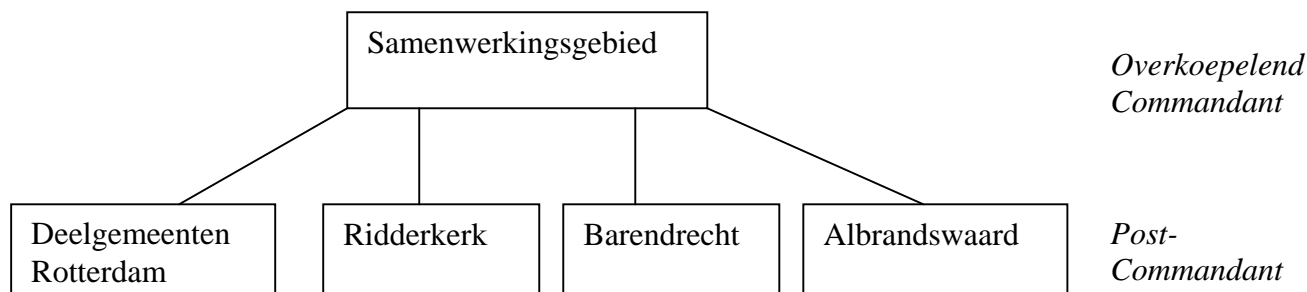 Samenwerkingsgebied
Overkoepelend
Commandant
Deelgemeenten
Rotterdam
Ridderkerk
Barendrecht
Albrandswaard
Post-
Commandant